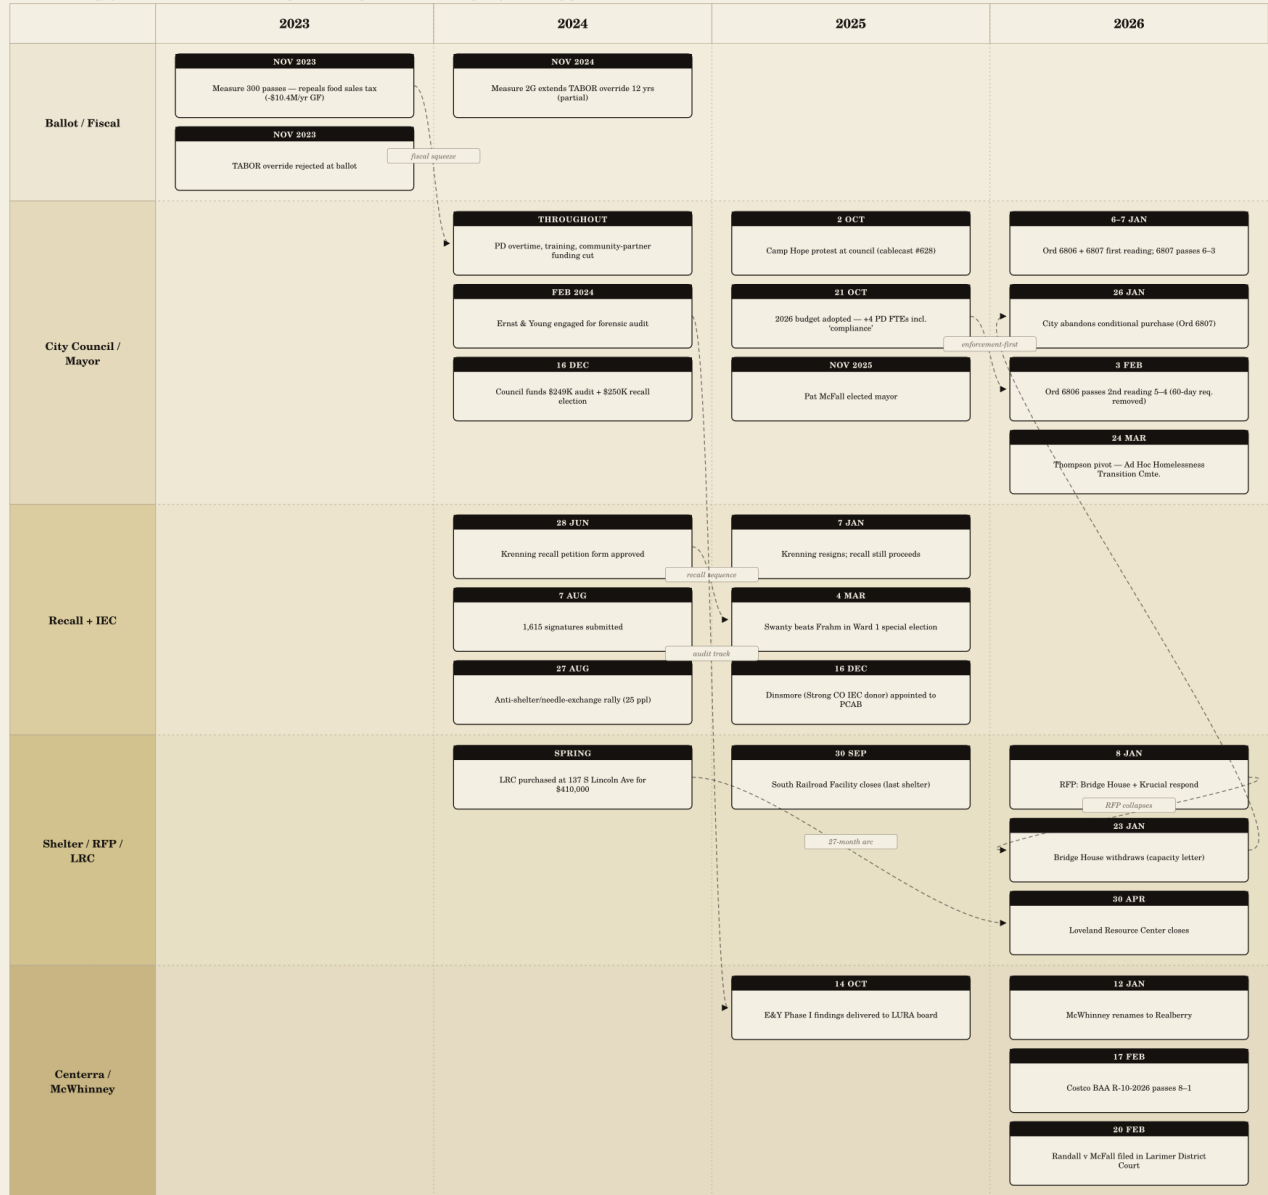 2023
2024
2025
2026
Ballot / Fiscal
NOV 2023
Measure 300 passes — repeals food sales tax
(-$10.4M/yr GF)
NOV 2023
TABOR override rejected at ballot
NOV 2024
Measure 2G extends TABOR override 12 yrs
(partial)
fiscal squeeze
City Council /
Mayor
THROUGHOUT
PD overtime, training, community-partner
funding cut
FEB 2024
Ernst & Young engaged for forensic audit
16 DEC
Council funds $249K audit + $250K recall
election
2 OCT
Camp Hope protest at council (cablecast #628)
21 OCT
2026 budget adopted — +4 PD FTEs incl.
'compliance'
NOV 2025
Pat McFall elected mayor
6–7 JAN
Ord 6806 + 6807 first reading; 6807 passes 6–3
26 JAN
City abandons conditional purchase (Ord 6807)
enforcement-first
3 FEB
Ord 6806 passes 2nd reading 5–4 (60-day req.
removed)
24 MAR
Thompson pivot — Ad Hoc Homelessness
Transition Cmte.
Recall + IEC
28 JUN
Krenning recall petition form approved
7 AUG
1,615 signatures submitted
27 AUG
Anti-shelter/needle-exchange rally (25 ppl)
recall sequence
audit track
7 JAN
Krenning resigns; recall still proceeds
4 MAR
Swanty beats Frahm in Ward 1 special election
16 DEC
Dinsmore (Strong CO IEC donor) appointed to
PCAB
Shelter / RFP /
LRC
SPRING
LRC purchased at 137 S Lincoln Ave for
$410,000
30 SEP
South Railroad Facility closes (last shelter)
27-month arc
8 JAN
RFP: Bridge House + Krucial respond
RFP collapses
23 JAN
Bridge House withdraws (capacity letter)
30 APR
Loveland Resource Center closes
Centerra /
McWhinney
14 OCT
E&Y Phase I findings delivered to LURA board
12 JAN
McWhinney renames to Realberry
17 FEB
Costco BAA R-10-2026 passes 8–1
20 FEB
Randall v McFall filed in Larimer District
Court